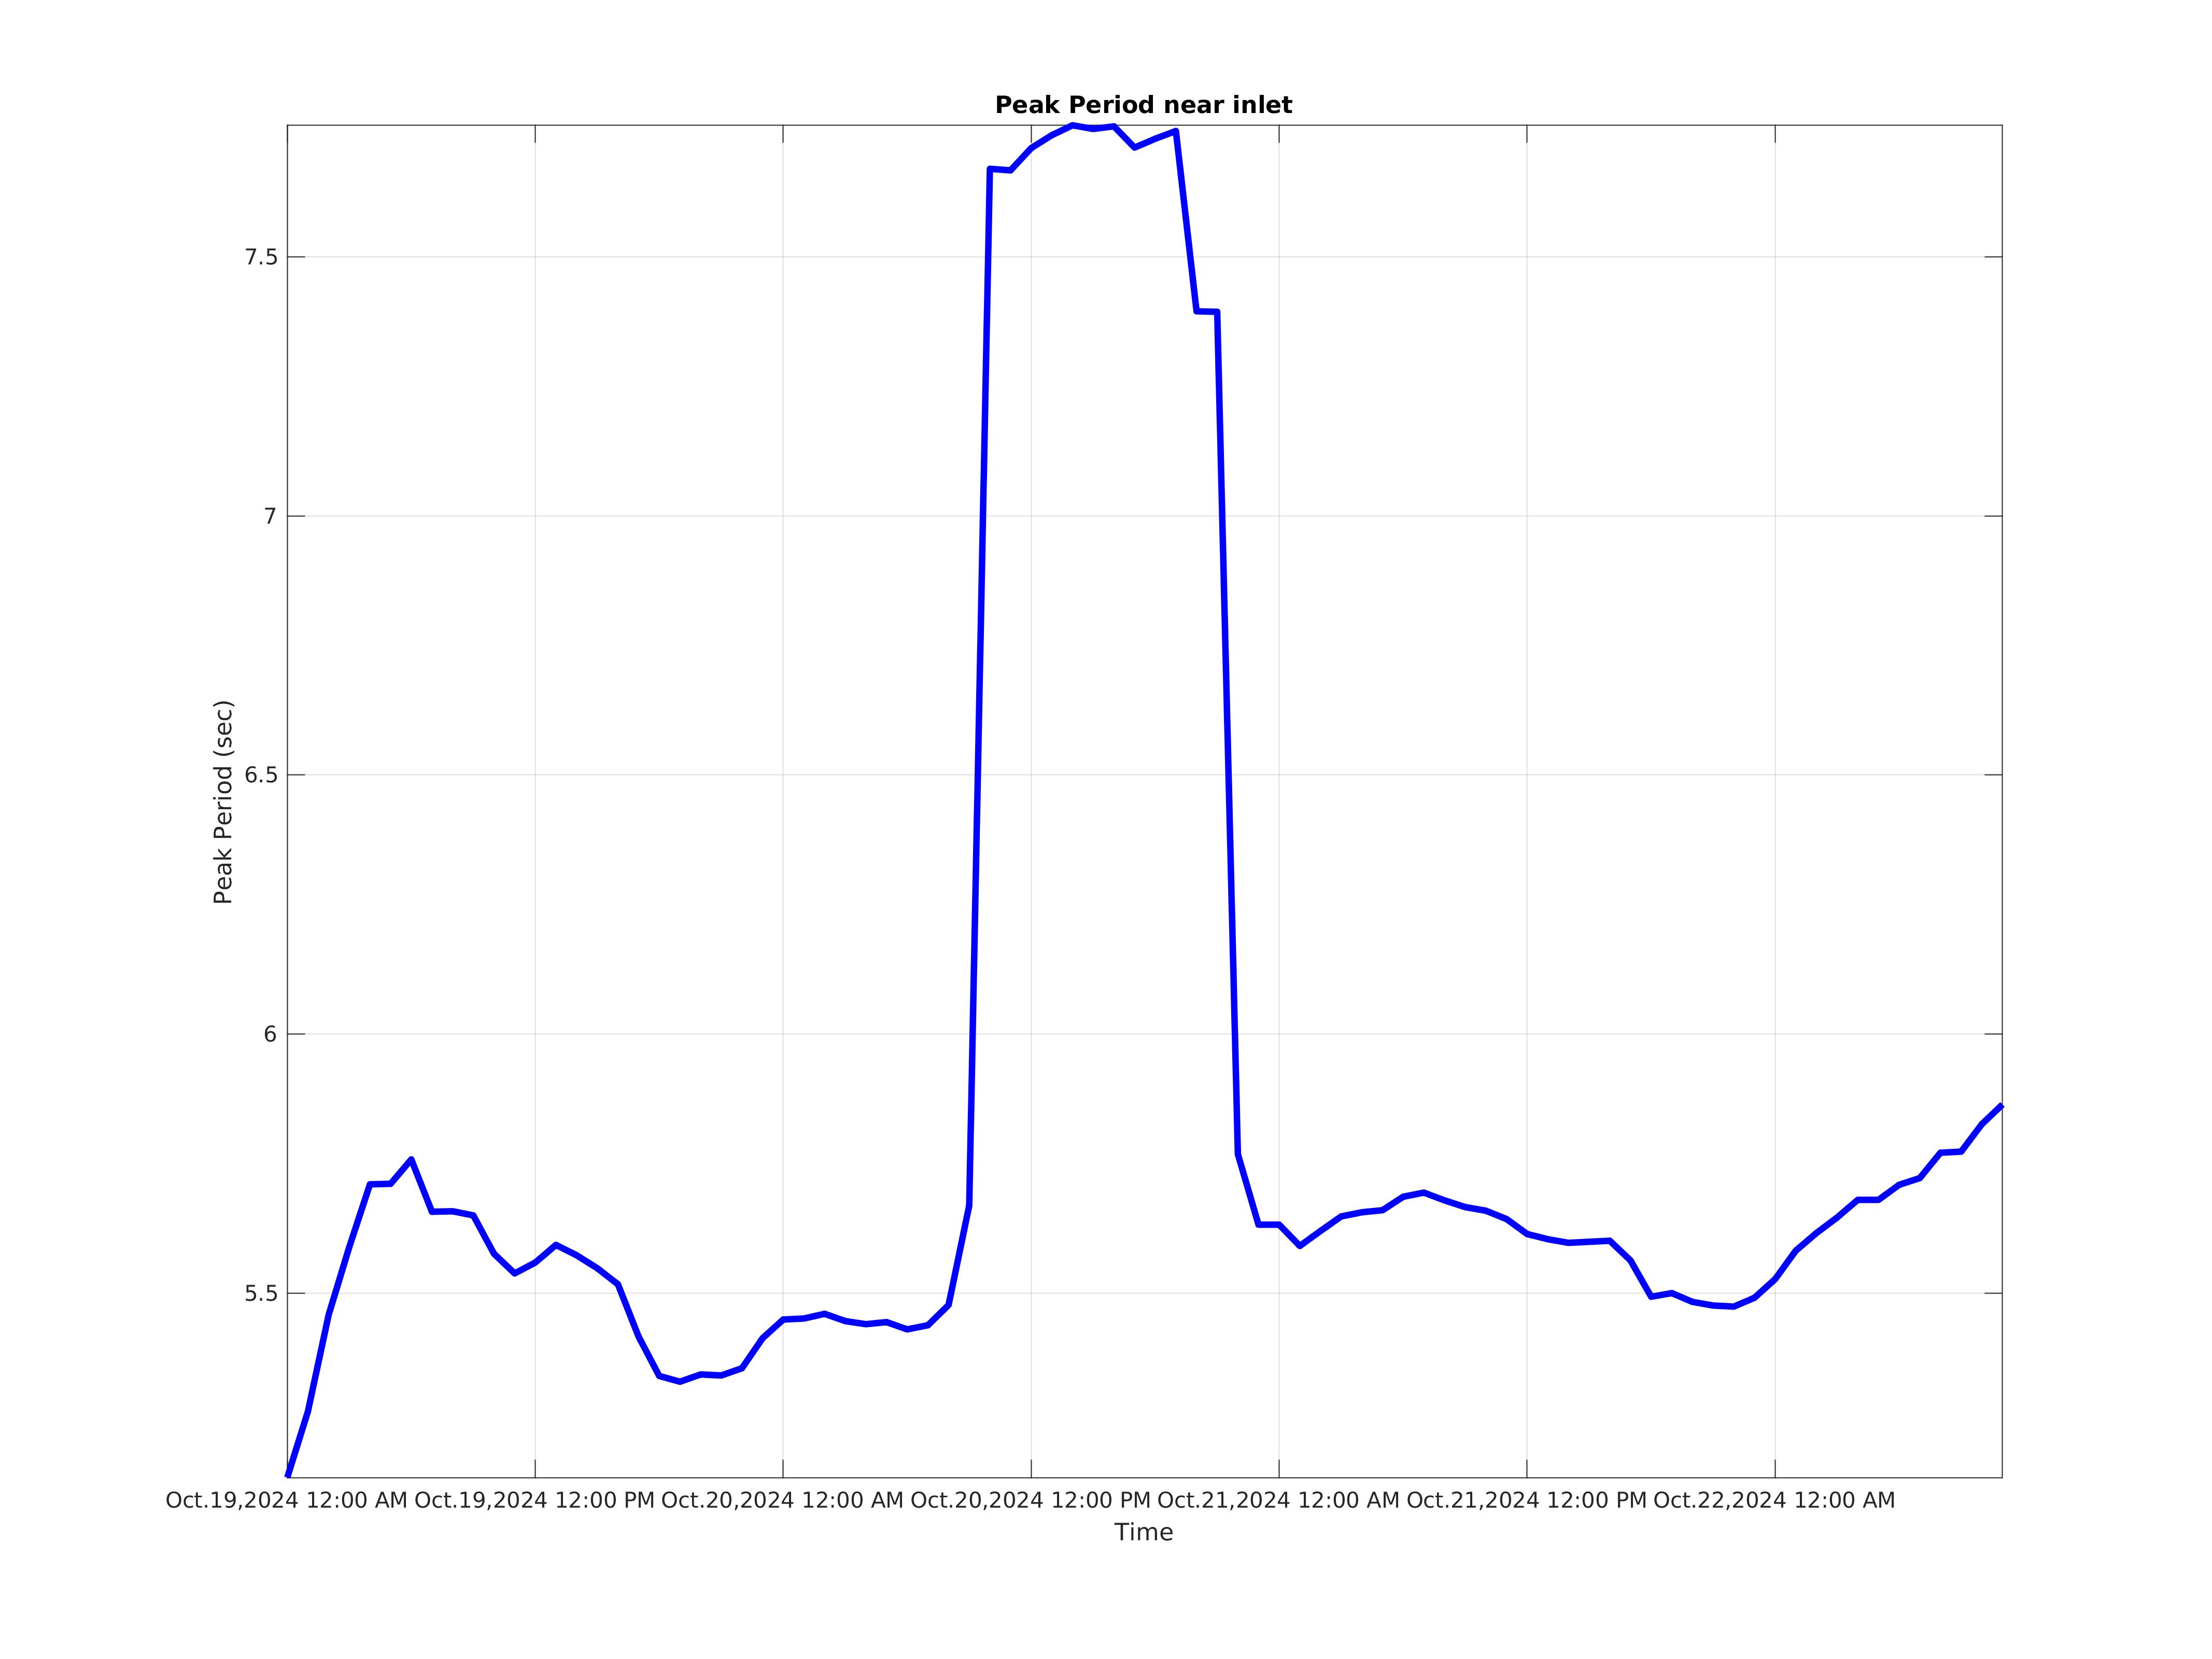 Peak Period near inlet
7.5
7
6.5
6
5.5
Peak Period (sec)
Oct.19,2024 12:00 AM Oct.19,2024 12:00 PM Oct.20,2024 12:00 AM Oct.20,2024 12:00 PM Oct.21,2024 12:00 AM Oct.21,2024 12:00 PM Oct.22,2024 12:00 AM
Time